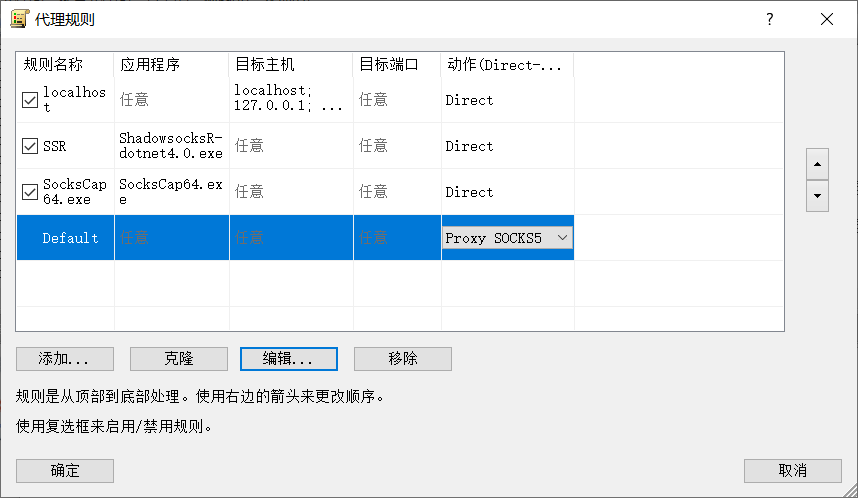 代理规则
规则名称 应用程序 目标主机 目标端口 动作(Direct-...
localhos
t 任意 localhost;
127.0.0.1; ... 任意 Direct
SSR ShadowsocksR-
dotnet4.0.exe 任意 任意 Direct
SocksCap
64.exe SocksCap64.ex
e 任意 任意 Direct
Default 任意 任意 任意 Proxy SOCKS5
添加... 克隆 编辑... 移除
规则是从顶部到底部处理。使用右边的箭头来更改顺序。
使用复选框来启用/禁用规则。
确定 取消